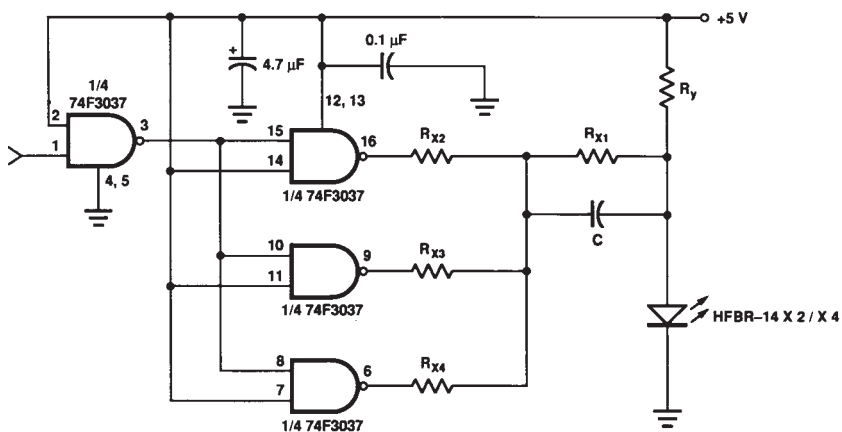 +5 V
0.1 µF
+
4.7 µF
Ry
1/4
74F3037
12, 13
2
3
1
15
16
RX2
RX1
14
4, 5
1/4 74F3037
C
10
9
RX3
11
1/4 74F3037
HFBR–14 X 2 / X 4
8
6
RX4
7
1/4 74F3037